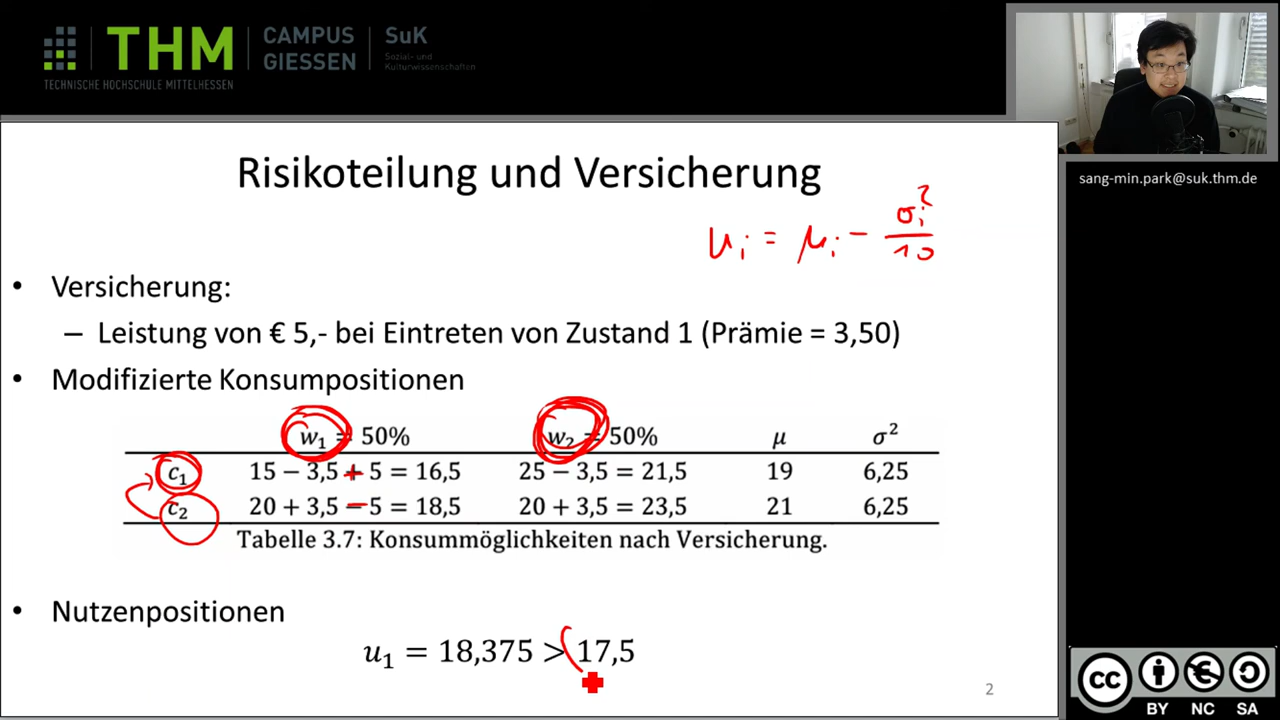 THM
CAMPUS
GIESSEN
SuK
Sozial- und
Kulturwissenschaften
TECHNISCHE HOCHSCHULE MITTELHESSEN
sang-min.park@suk.thm.de
Risikoteilung und Versicherung
u_i = μ_i − σ_i²/10
• Versicherung:
– Leistung von € 5,- bei Eintreten von Zustand 1 (Prämie = 3,50)
• Modifizierte Konsumpositionen
w₁ = 50% w₂ = 50% μ σ²
c₁ 15 − 3,5 + 5 = 16,5 25 − 3,5 = 21,5 19 6,25
c₂ 20 + 3,5 − 5 = 18,5 20 + 3,5 = 23,5 21 6,25
Tabelle 3.7: Konsummöglichkeiten nach Versicherung.
• Nutzenpositionen
u₁ = 18,375 > 17,5
2
cc
BY NC SA